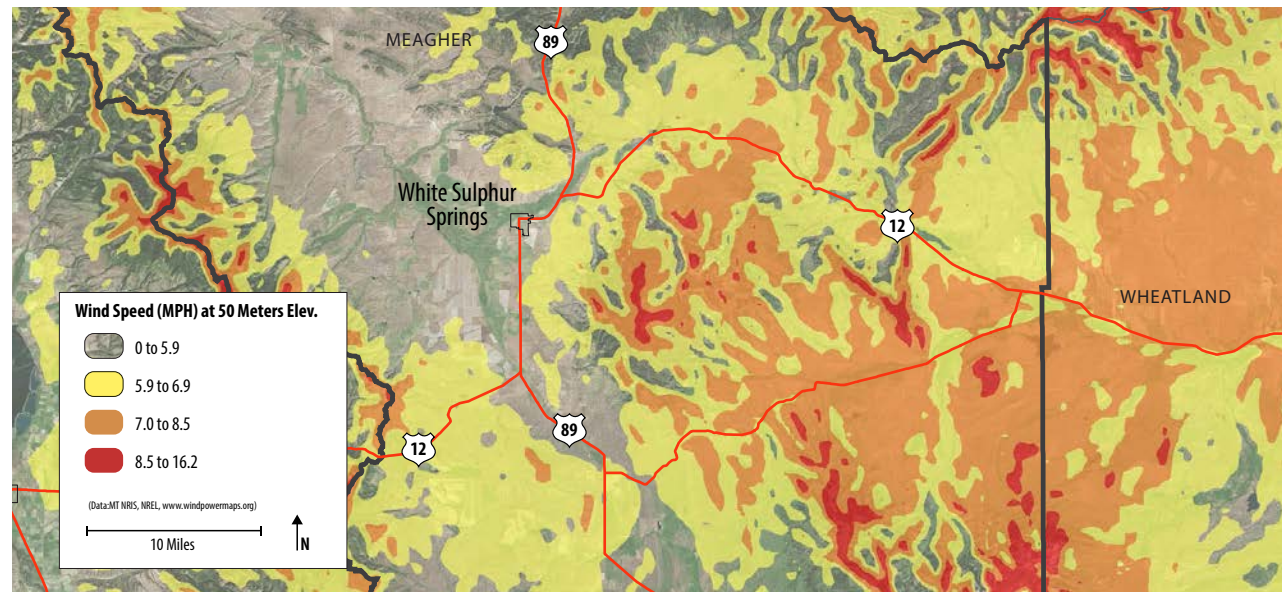 MEAGHER
89
White Sulphur
Springs
12
WHEATLAND
Wind Speed (MPH) at 50 Meters Elev.
0 to 5.9
5.9 to 6.9
7.0 to 8.5
8.5 to 16.2
(Data:MT NRIS, NREL, www.windpowermaps.org)
10 Miles
N
12
89